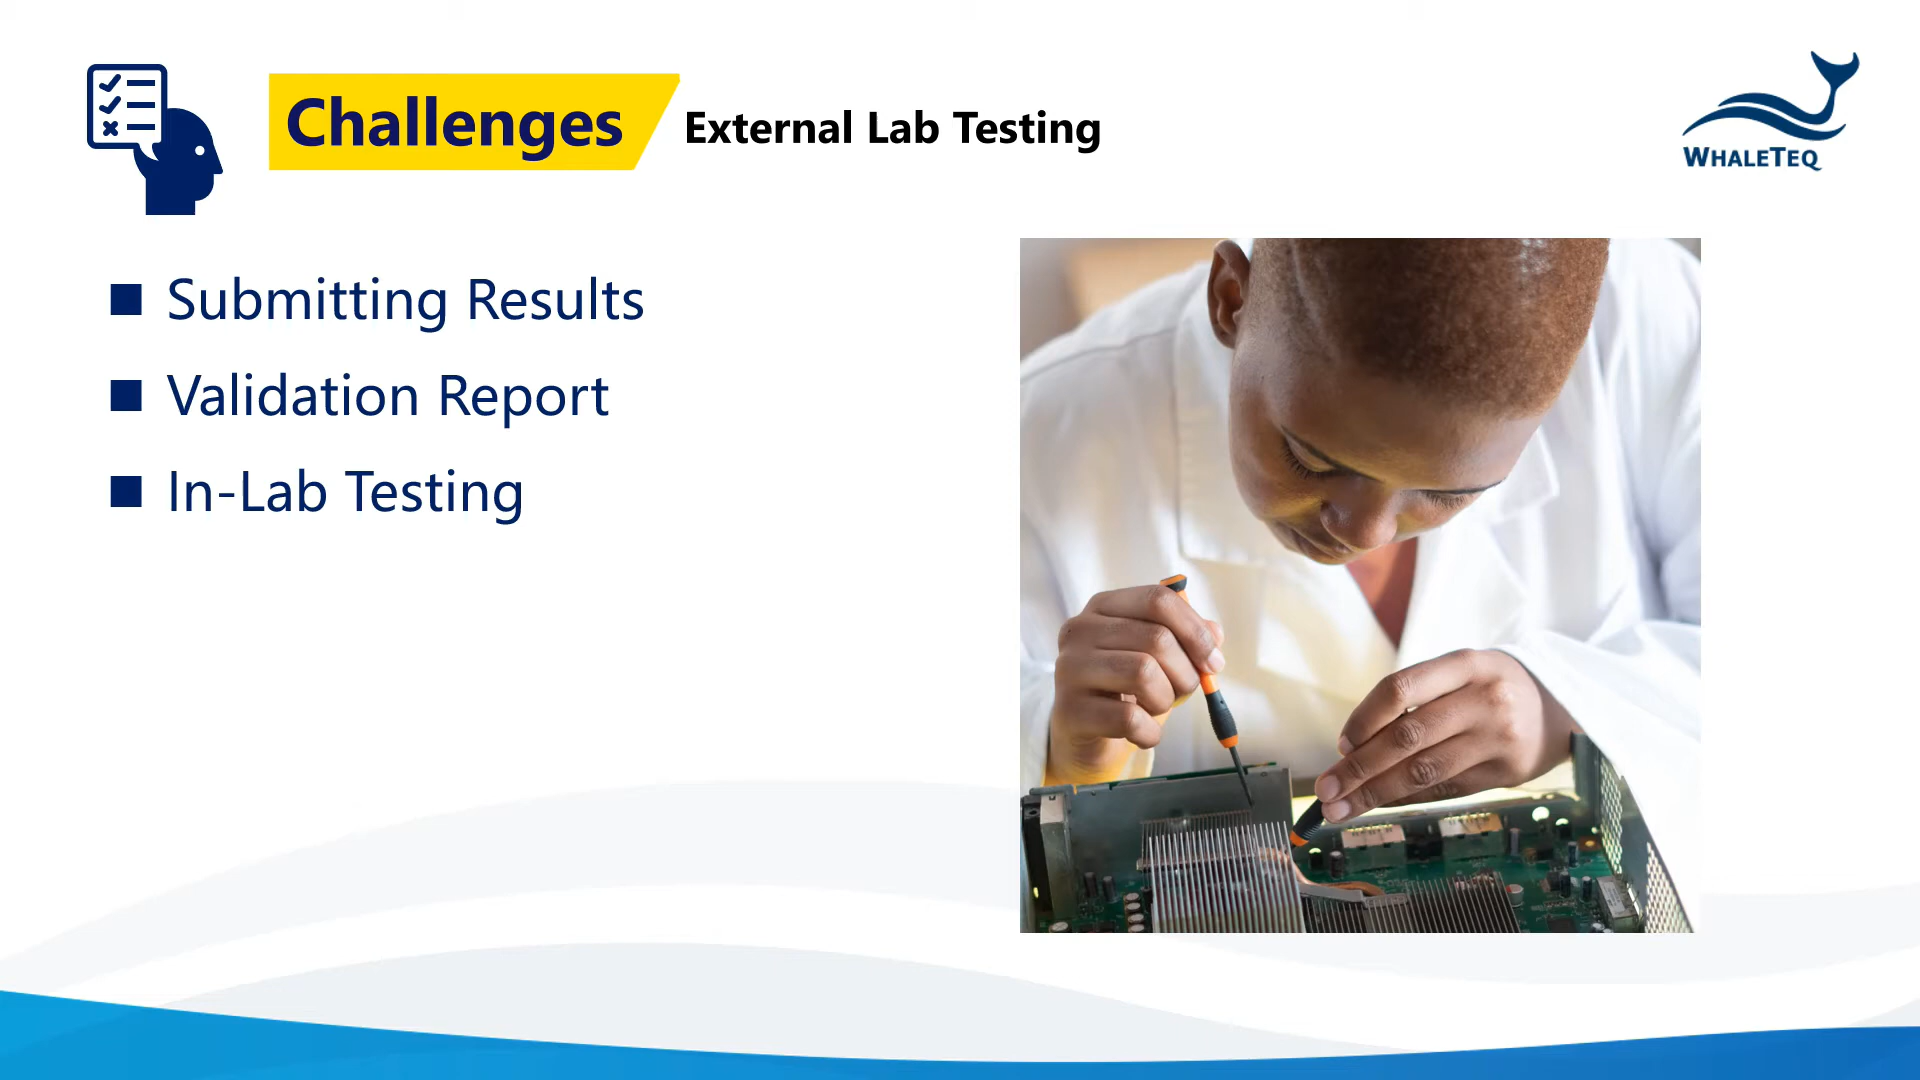 Challenges
External Lab Testing
WHALETEQ
Submitting Results
Validation Report
In-Lab Testing